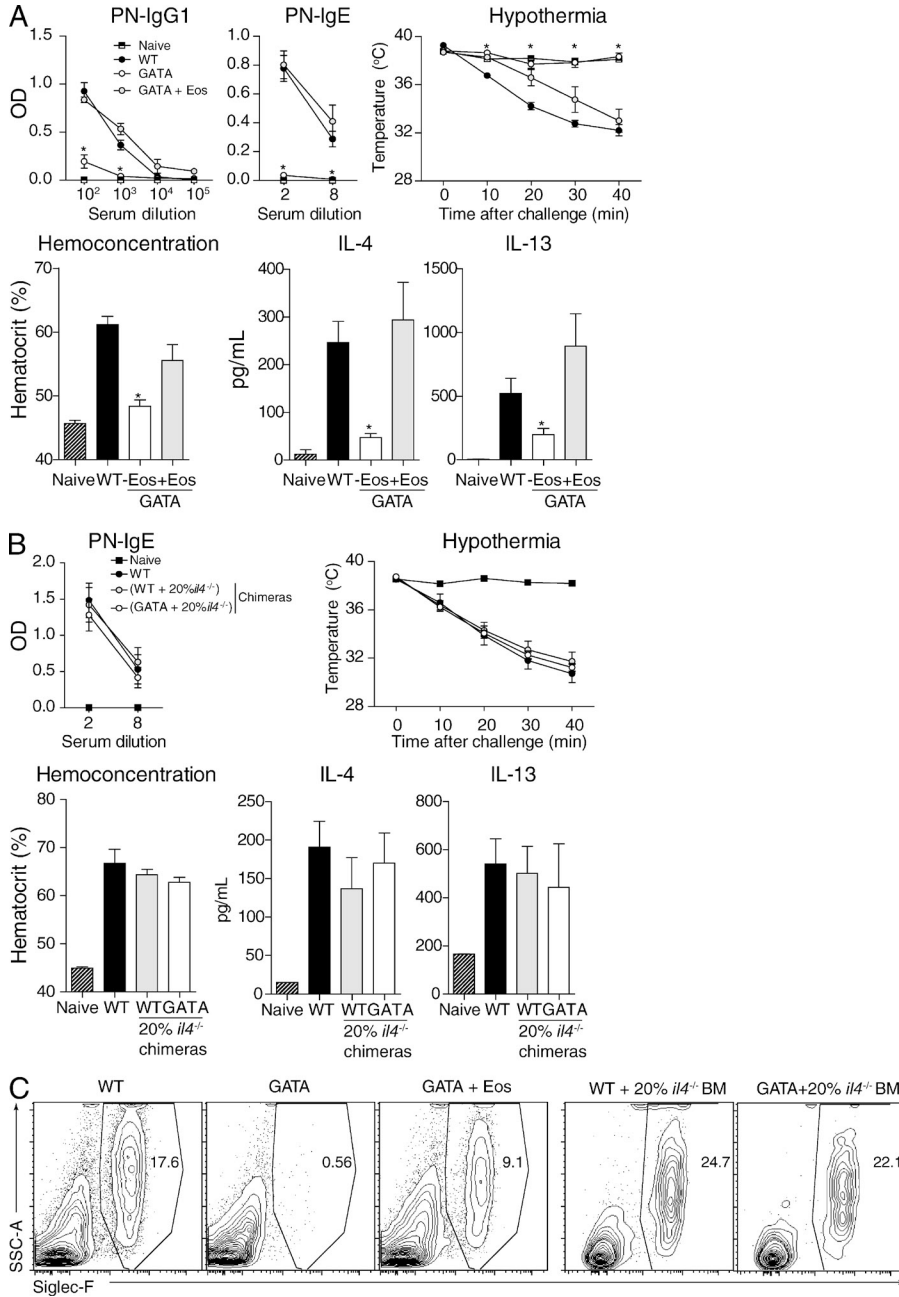 A
PN-IgG1
PN-IgE
Hypothermia
Naive
WT
GATA
GATA + Eos
OD
1.5
1.0
0.5
0.0
10² 10³ 10⁴ 10⁵
Serum dilution
1.0
0.8
0.6
0.4
0.2
0.0
2 8
Serum dilution
Temperature (°C)
40
36
32
28
0 10 20 30 40
Time after challenge (min)
* * * * * * * *
Hemoconcentration
IL-4
IL-13
Hematocrit (%)
70
60
50
40
*
Naive WT -Eos +Eos
GATA
pg/mL
400
300
200
100
0
*
Naive WT -Eos +Eos
GATA
1500
1000
500
0
*
Naive WT -Eos +Eos
GATA
B
PN-IgE
Hypothermia
Naive
WT
(WT + 20%il4-/-)
(GATA + 20%il4-/-)
Chimeras
OD
2.0
1.5
1.0
0.5
0.0
2 8
Serum dilution
Temperature (°C)
40
36
32
28
0 10 20 30 40
Time after challenge (min)
Hemoconcentration
IL-4
IL-13
Hematocrit (%)
80
70
60
50
40
Naive WT WT GATA
20% il4-/-
chimeras
pg/mL
250
200
150
100
50
0
Naive WT WT GATA
20% il4-/-
chimeras
800
600
400
200
0
Naive WT WT GATA
20% il4-/-
chimeras
C
WT
GATA
GATA + Eos
WT + 20% il4-/- BM
GATA+20% il4-/- BM
17.6
0.56
9.1
24.7
22.1
SSC-A
Siglec-F